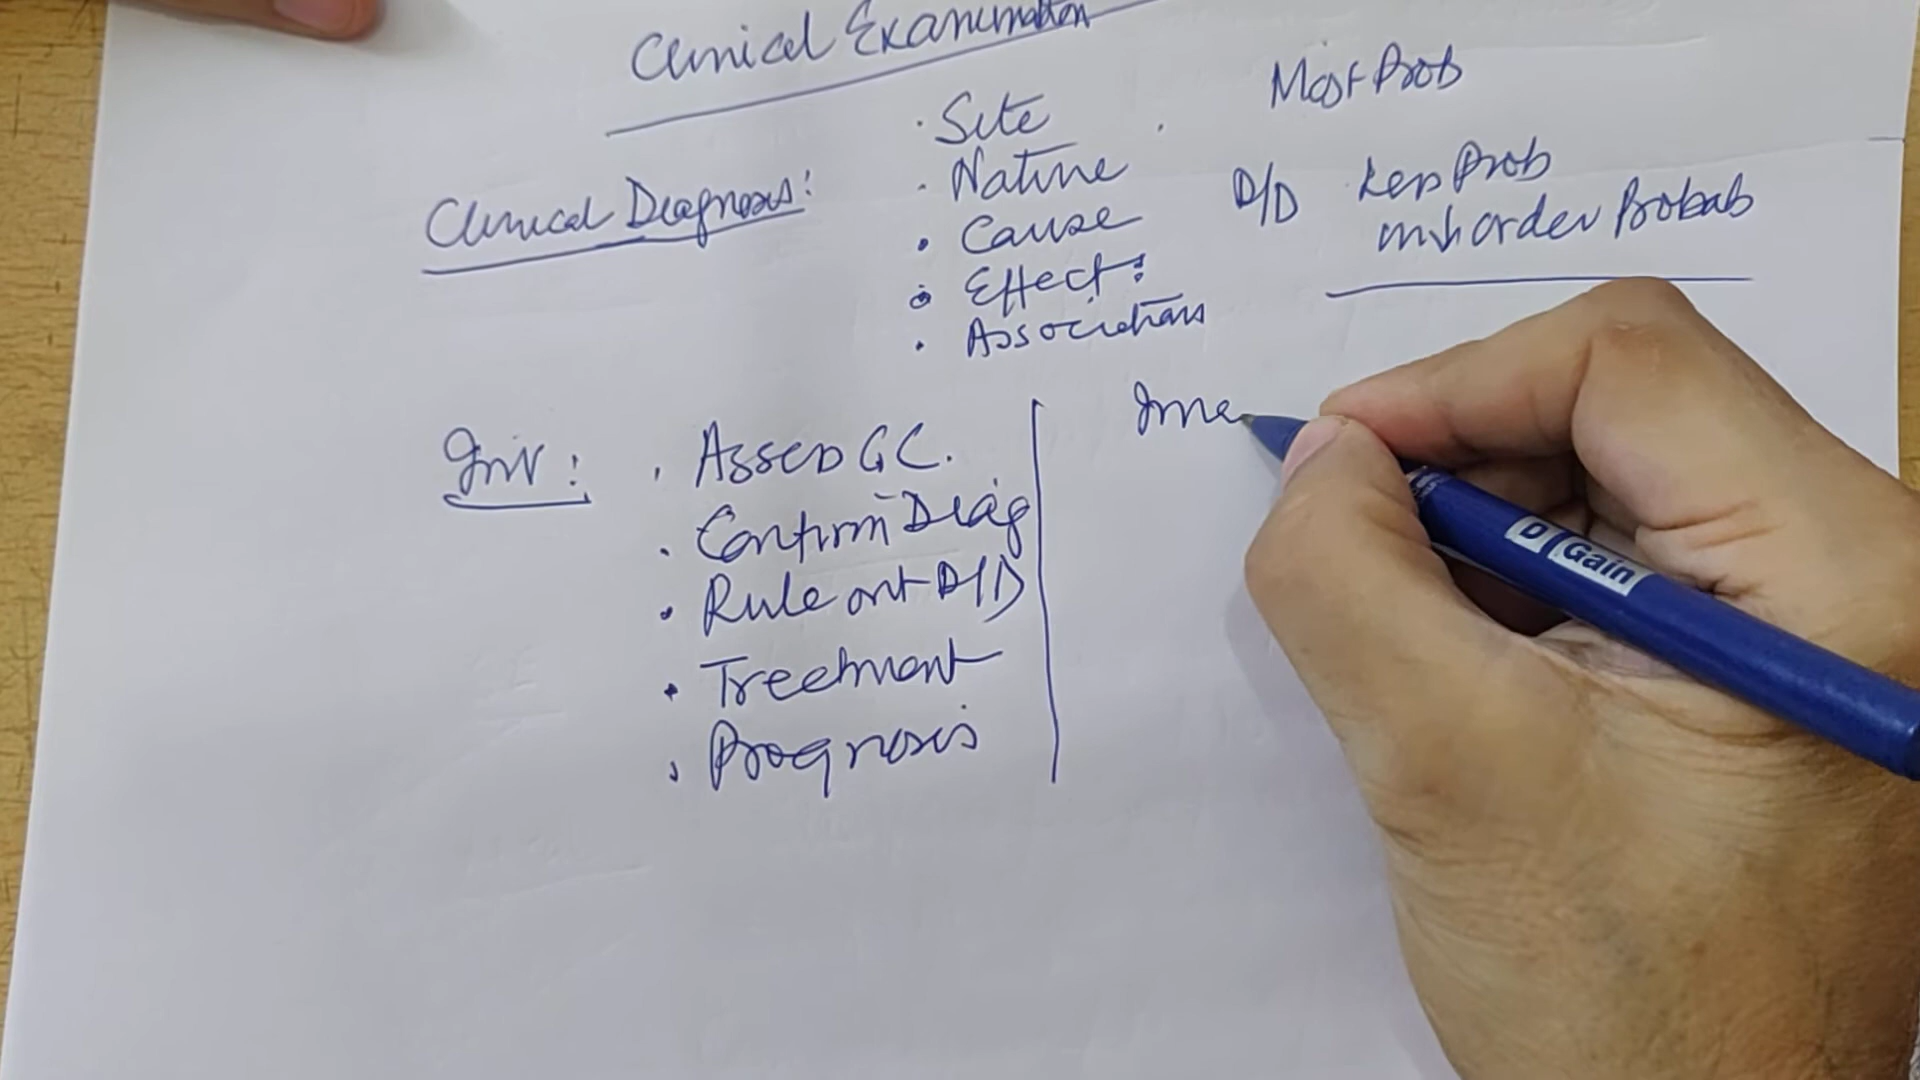 Clinical Examination
Clinical Diagnosis:
. Site
. Nature
. Cause
. Effect:
. Associations
Most Prob
D/D Less Prob
in order Probab
Inv:
. Assess G.C.
. Confirm Diag
. Rule out D/D
. Treetment
. Prognosis
Ime
D Gain